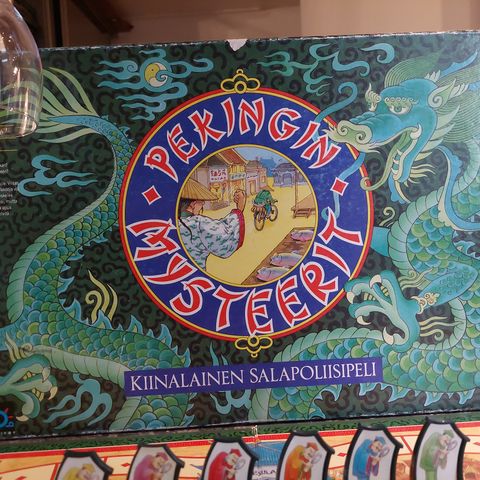 PEKINGIN
MYSTEERIT
KIINALAINEN SALAPOLIISIPELI